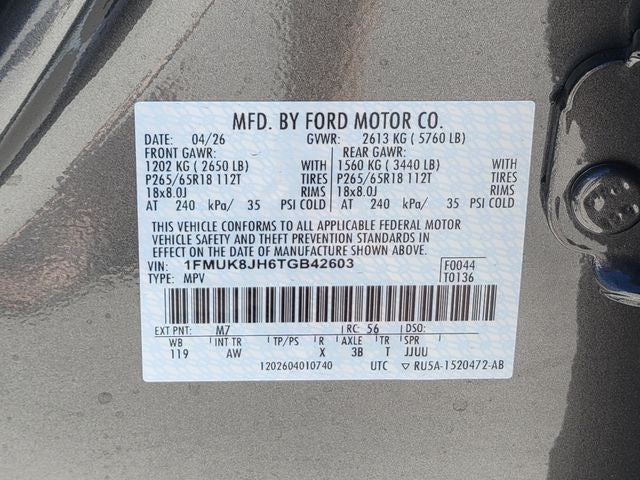 MFD. BY FORD MOTOR CO.
DATE: 04/26 GVWR: 2613 KG ( 5760 LB)
FRONT GAWR: REAR GAWR:
1202 KG ( 2650 LB) WITH 1560 KG ( 3440 LB) WITH
P265/65R18 112T TIRES P265/65R18 112T TIRES
18x8.0J RIMS 18x8.0J RIMS
AT 240 kPa/ 35 PSI COLD AT 240 kPa/ 35 PSI COLD
THIS VEHICLE CONFORMS TO ALL APPLICABLE FEDERAL MOTOR
VEHICLE SAFETY AND THEFT PREVENTION STANDARDS IN
EFFECT ON THE DATE OF MANUFACTURE SHOWN ABOVE.
VIN: 1FMUK8JH6TGB42603 F0044
TYPE: MPV T0136
EXT PNT: M7 RC: 56 DSO:
WB INT TR TP/PS R AXLE TR SPR
119 AW X 3B T JJUU
1202604010740 UTC ▽ RU5A-1520472-AB